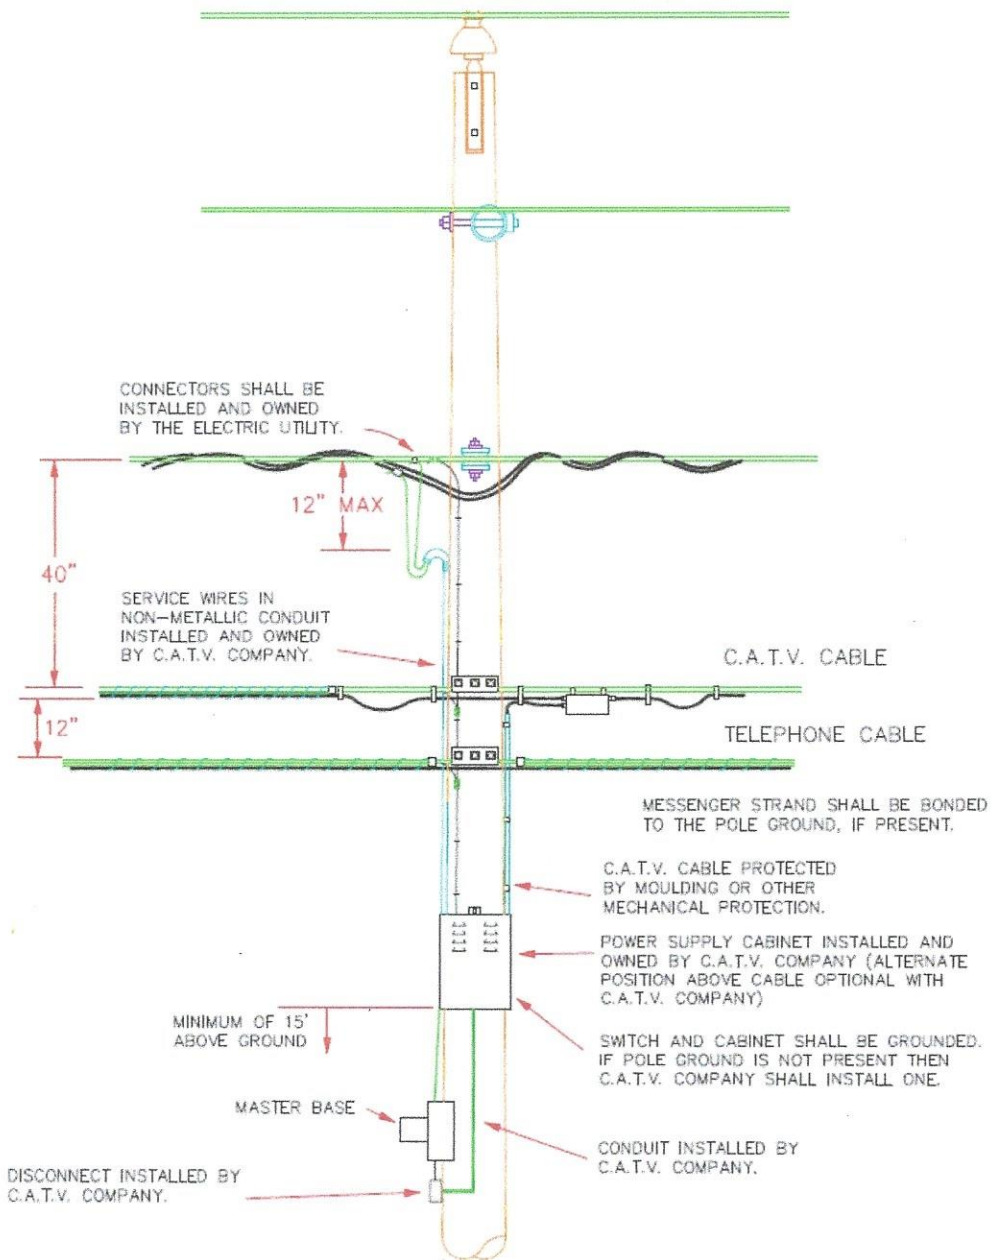 CONNECTORS SHALL BE
INSTALLED AND OWNED
BY THE ELECTRIC UTILITY.
12" MAX
40"
SERVICE WIRES IN
NON-METALLIC CONDUIT
INSTALLED AND OWNED
BY C.A.T.V. COMPANY.
C.A.T.V. CABLE
12"
TELEPHONE CABLE
MESSENGER STRAND SHALL BE BONDED
TO THE POLE GROUND, IF PRESENT.
C.A.T.V. CABLE PROTECTED
BY MOULDING OR OTHER
MECHANICAL PROTECTION.
POWER SUPPLY CABINET INSTALLED AND
OWNED BY C.A.T.V. COMPANY (ALTERNATE
POSITION ABOVE CABLE OPTIONAL WITH
C.A.T.V. COMPANY)
MINIMUM OF 15'
ABOVE GROUND
SWITCH AND CABINET SHALL BE GROUNDED.
IF POLE GROUND IS NOT PRESENT THEN
C.A.T.V. COMPANY SHALL INSTALL ONE.
MASTER BASE
CONDUIT INSTALLED BY
C.A.T.V. COMPANY.
DISCONNECT INSTALLED BY
C.A.T.V. COMPANY.